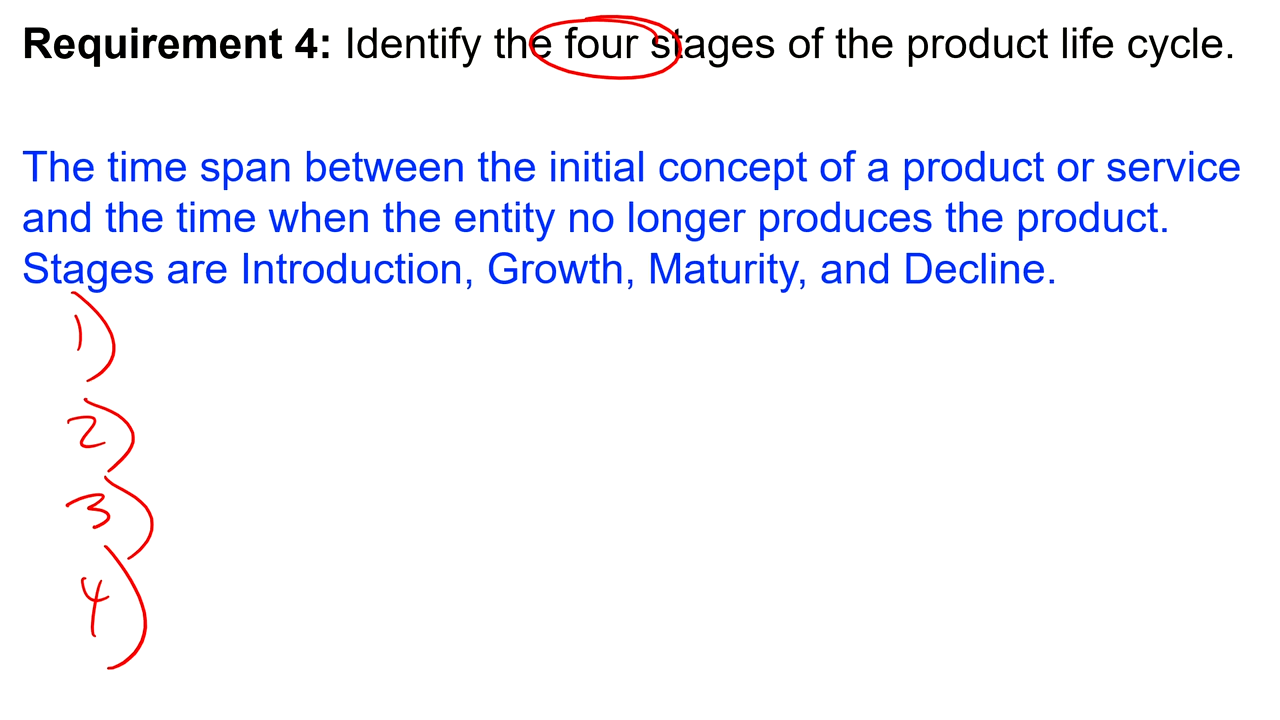 Requirement 4: Identify the four stages of the product life cycle.
The time span between the initial concept of a product or service
and the time when the entity no longer produces the product.
Stages are Introduction, Growth, Maturity, and Decline.
1)
2)
3)
4)